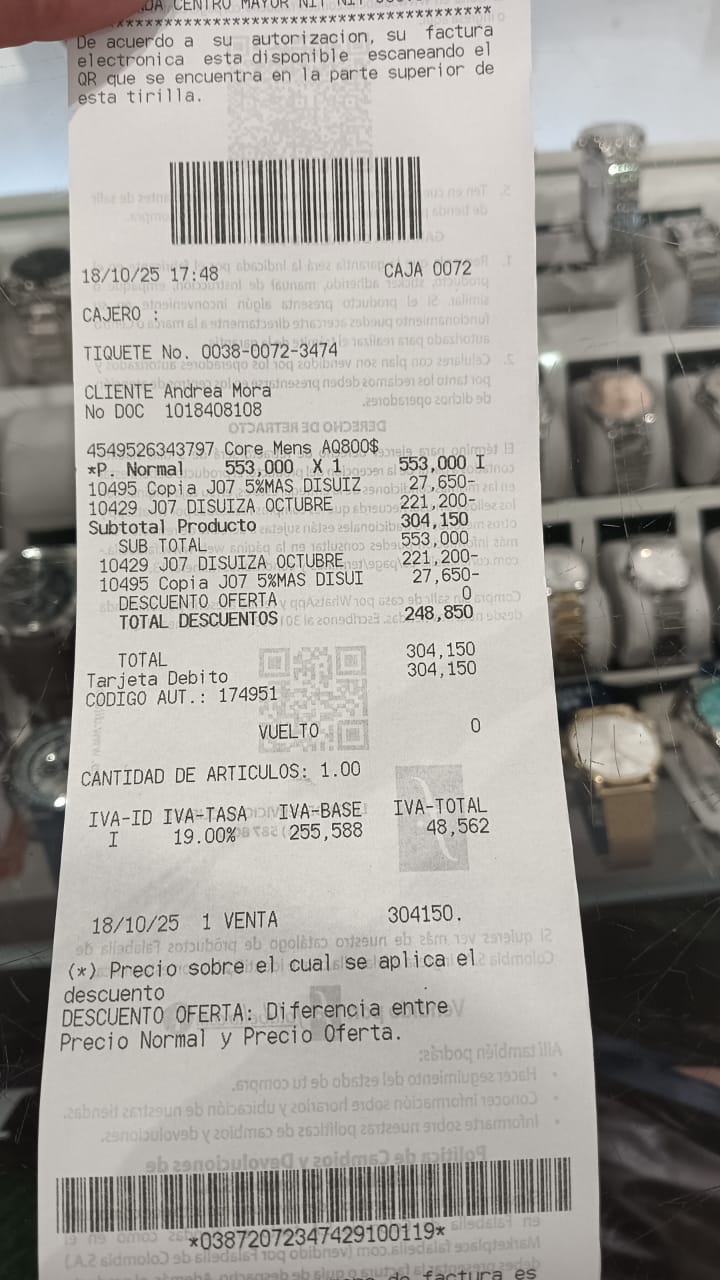 CENTRO MAYOR NIT
****************************************
De acuerdo a su autorizacion, su factura
electronica esta disponible escaneando el
QR que se encuentra en la parte superior de
esta tirilla.
18/10/25 17:48 CAJA 0072
CAJERO :
TIQUETE No. 0038-0072-3474
CLIENTE Andrea Mora
No DOC 1018408108
4549526343797 Core Mens AQ800$
*P. Normal 553,000 X 1 553,000 I
10495 Copia J07 5%MAS DISUIZ 27,650-
10429 J07 DISUIZA OCTUBRE 221,200-
Subtotal Producto 304,150
SUB TOTAL 553,000
10429 J07 DISUIZA OCTUBRE 221,200-
10495 Copia J07 5%MAS DISUI 27,650-
DESCUENTO OFERTA 0
TOTAL DESCUENTOS 248,850
TOTAL 304,150
Tarjeta Debito 304,150
CODIGO AUT.: 174951
VUELTO 0
CANTIDAD DE ARTICULOS: 1.00
IVA-ID IVA-TASA IVA-BASE IVA-TOTAL
I 19.00% 255,588 48,562
18/10/25 1 VENTA 304150.
(*) Precio sobre el cual se aplica el
descuento
DESCUENTO OFERTA: Diferencia entre
Precio Normal y Precio Oferta.
*03872072347429100119*
de factura es